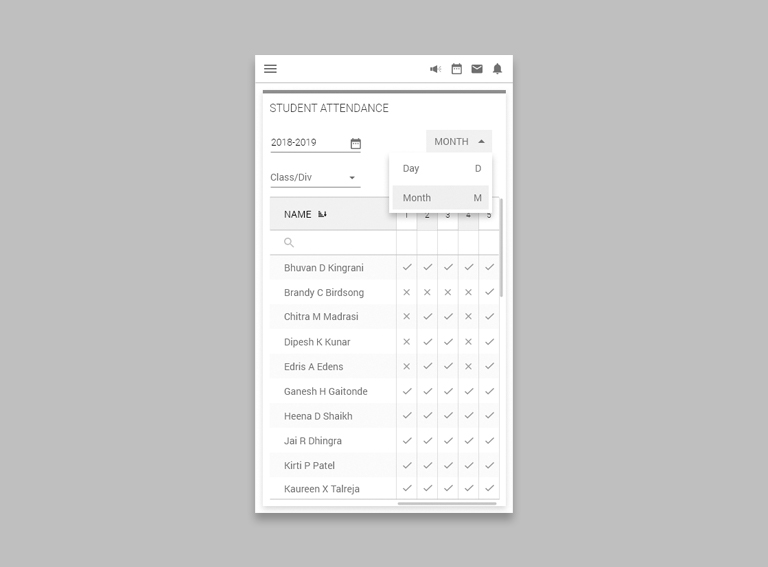 STUDENT ATTENDANCE
2018-2019 MONTH
Day D
Class/Div
Month M
NAME 1 2 3 4 5
Bhuvan D Kingrani
Brandy C Birdsong
Chitra M Madrasi
Dipesh K Kunar
Edris A Edens
Ganesh H Gaitonde
Heena D Shaikh
Jai R Dhingra
Kirti P Patel
Kaureen X Talreja